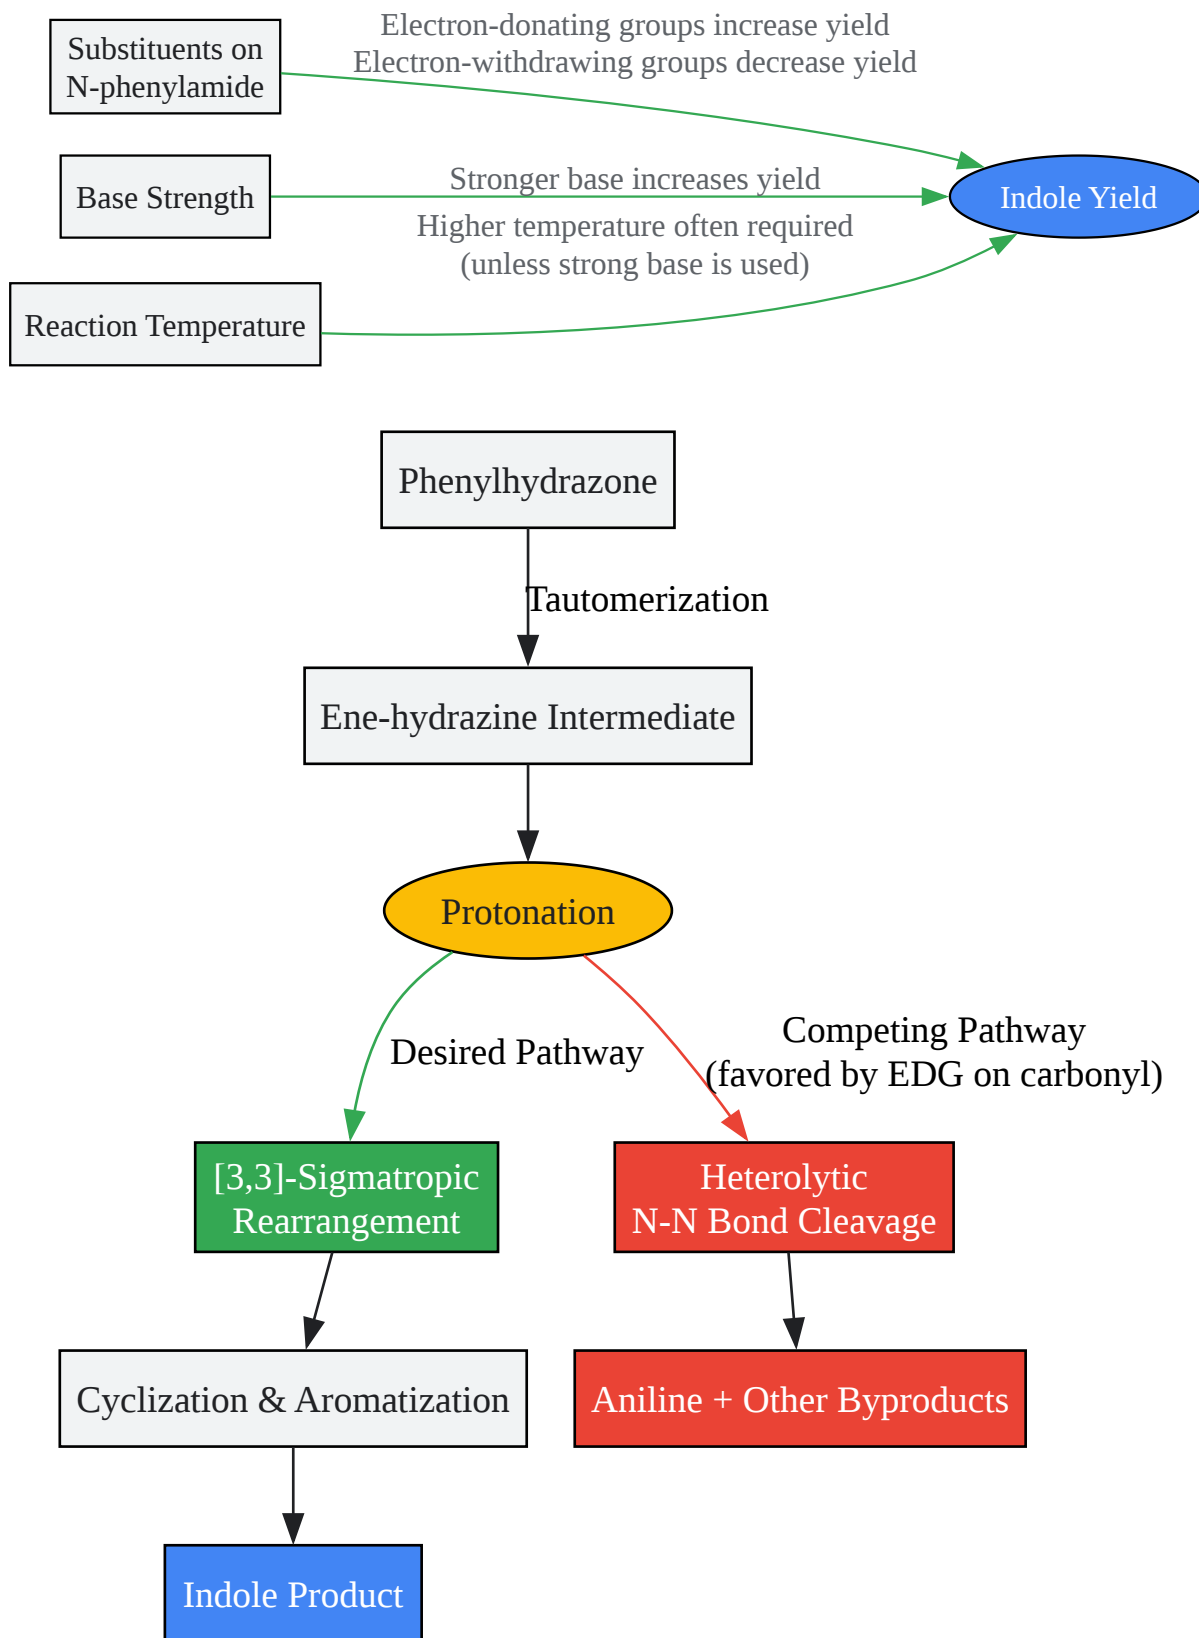 Substituents on
N-phenylamide
Electron-donating groups increase yield
Electron-withdrawing groups decrease yield
Base Strength
Stronger base increases yield
Indole Yield
Higher temperature often required
(unless strong base is used)
Reaction Temperature
Phenylhydrazone
Tautomerization
Ene-hydrazine Intermediate
Protonation
Desired Pathway
Competing Pathway
(favored by EDG on carbonyl)
[3,3]-Sigmatropic
Rearrangement
Heterolytic
N-N Bond Cleavage
Cyclization & Aromatization
Aniline + Other Byproducts
Indole Product